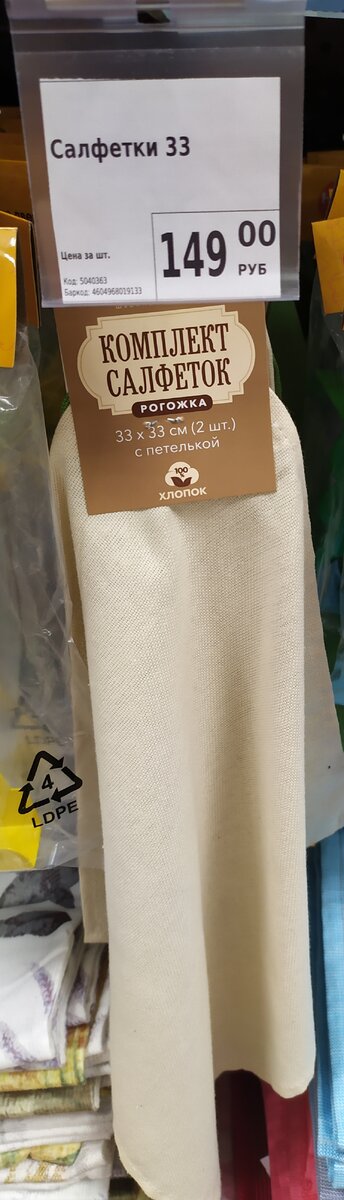 Салфетки 33
Цена за шт.
149 00
РУБ
Код: 5040363
Баркод: 4604968019133
КОМПЛЕКТ
САЛФЕТОК
РОГОЖКА
33 х 33 см (2 шт.)
с петелькой
100
ХЛОПОК
4
LDPE